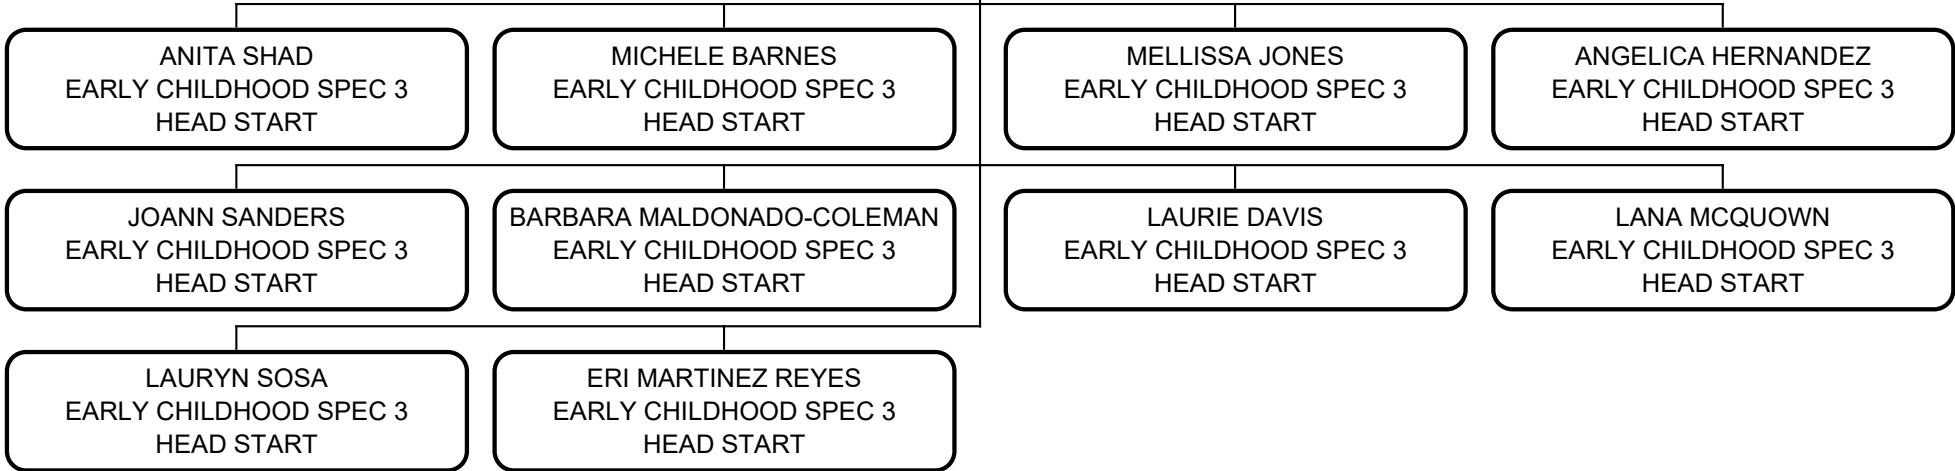 ANITA SHAD
EARLY CHILDHOOD SPEC 3
HEAD START
MICHELE BARNES
EARLY CHILDHOOD SPEC 3
HEAD START
MELLISSA JONES
EARLY CHILDHOOD SPEC 3
HEAD START
ANGELICA HERNANDEZ
EARLY CHILDHOOD SPEC 3
HEAD START
JOANN SANDERS
EARLY CHILDHOOD SPEC 3
HEAD START
BARBARA MALDONADO-COLEMAN
EARLY CHILDHOOD SPEC 3
HEAD START
LAURIE DAVIS
EARLY CHILDHOOD SPEC 3
HEAD START
LANA MCQUOWN
EARLY CHILDHOOD SPEC 3
HEAD START
LAURYN SOSA
EARLY CHILDHOOD SPEC 3
HEAD START
ERI MARTINEZ REYES
EARLY CHILDHOOD SPEC 3
HEAD START